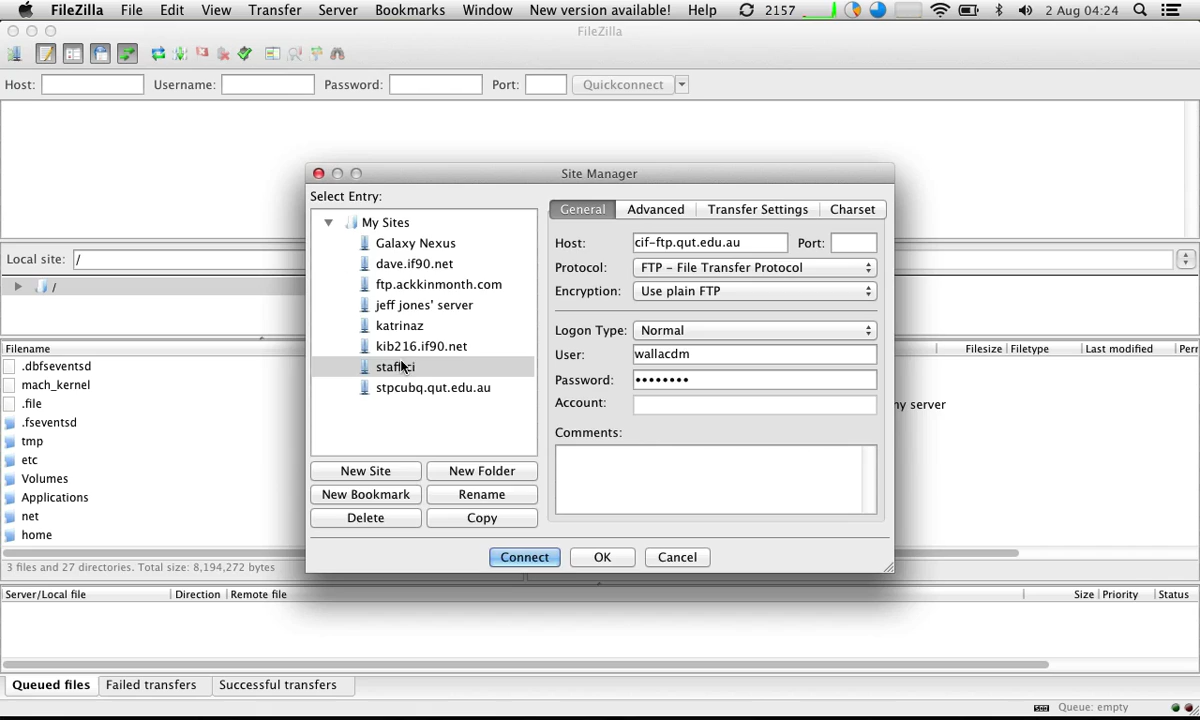 FileZilla File Edit View Transfer Server Bookmarks Window New version available! Help 2157 2 Aug 04:24
FileZilla
Host: Username: Password: Port: Quickconnect
Site Manager
Select Entry:
My Sites
Galaxy Nexus
dave.if90.net
ftp.ackkinmonth.com
jeff jones' server
katrinaz
kib216.if90.net
stpcubq.qut.edu.au
New Site New Folder
New Bookmark Rename
Delete Copy
General Advanced Transfer Settings Charset
Host: cif-ftp.qut.edu.au Port:
Protocol: FTP - File Transfer Protocol
Encryption: Use plain FTP
Logon Type: Normal
User: wallacdm
Password: ••••••••
Account:
Comments:
Connect OK Cancel
Local site: /
/
Filename
.dbfseventsd
mach_kernel
.file
.fseventsd
tmp
etc
Volumes
Applications
net
home
3 files and 27 directories. Total size: 8,194,272 bytes
Filesize Filetype Last modified Perr
ny server
Server/Local file Direction Remote file Size Priority Status
Queued files Failed transfers Successful transfers
Queue: empty